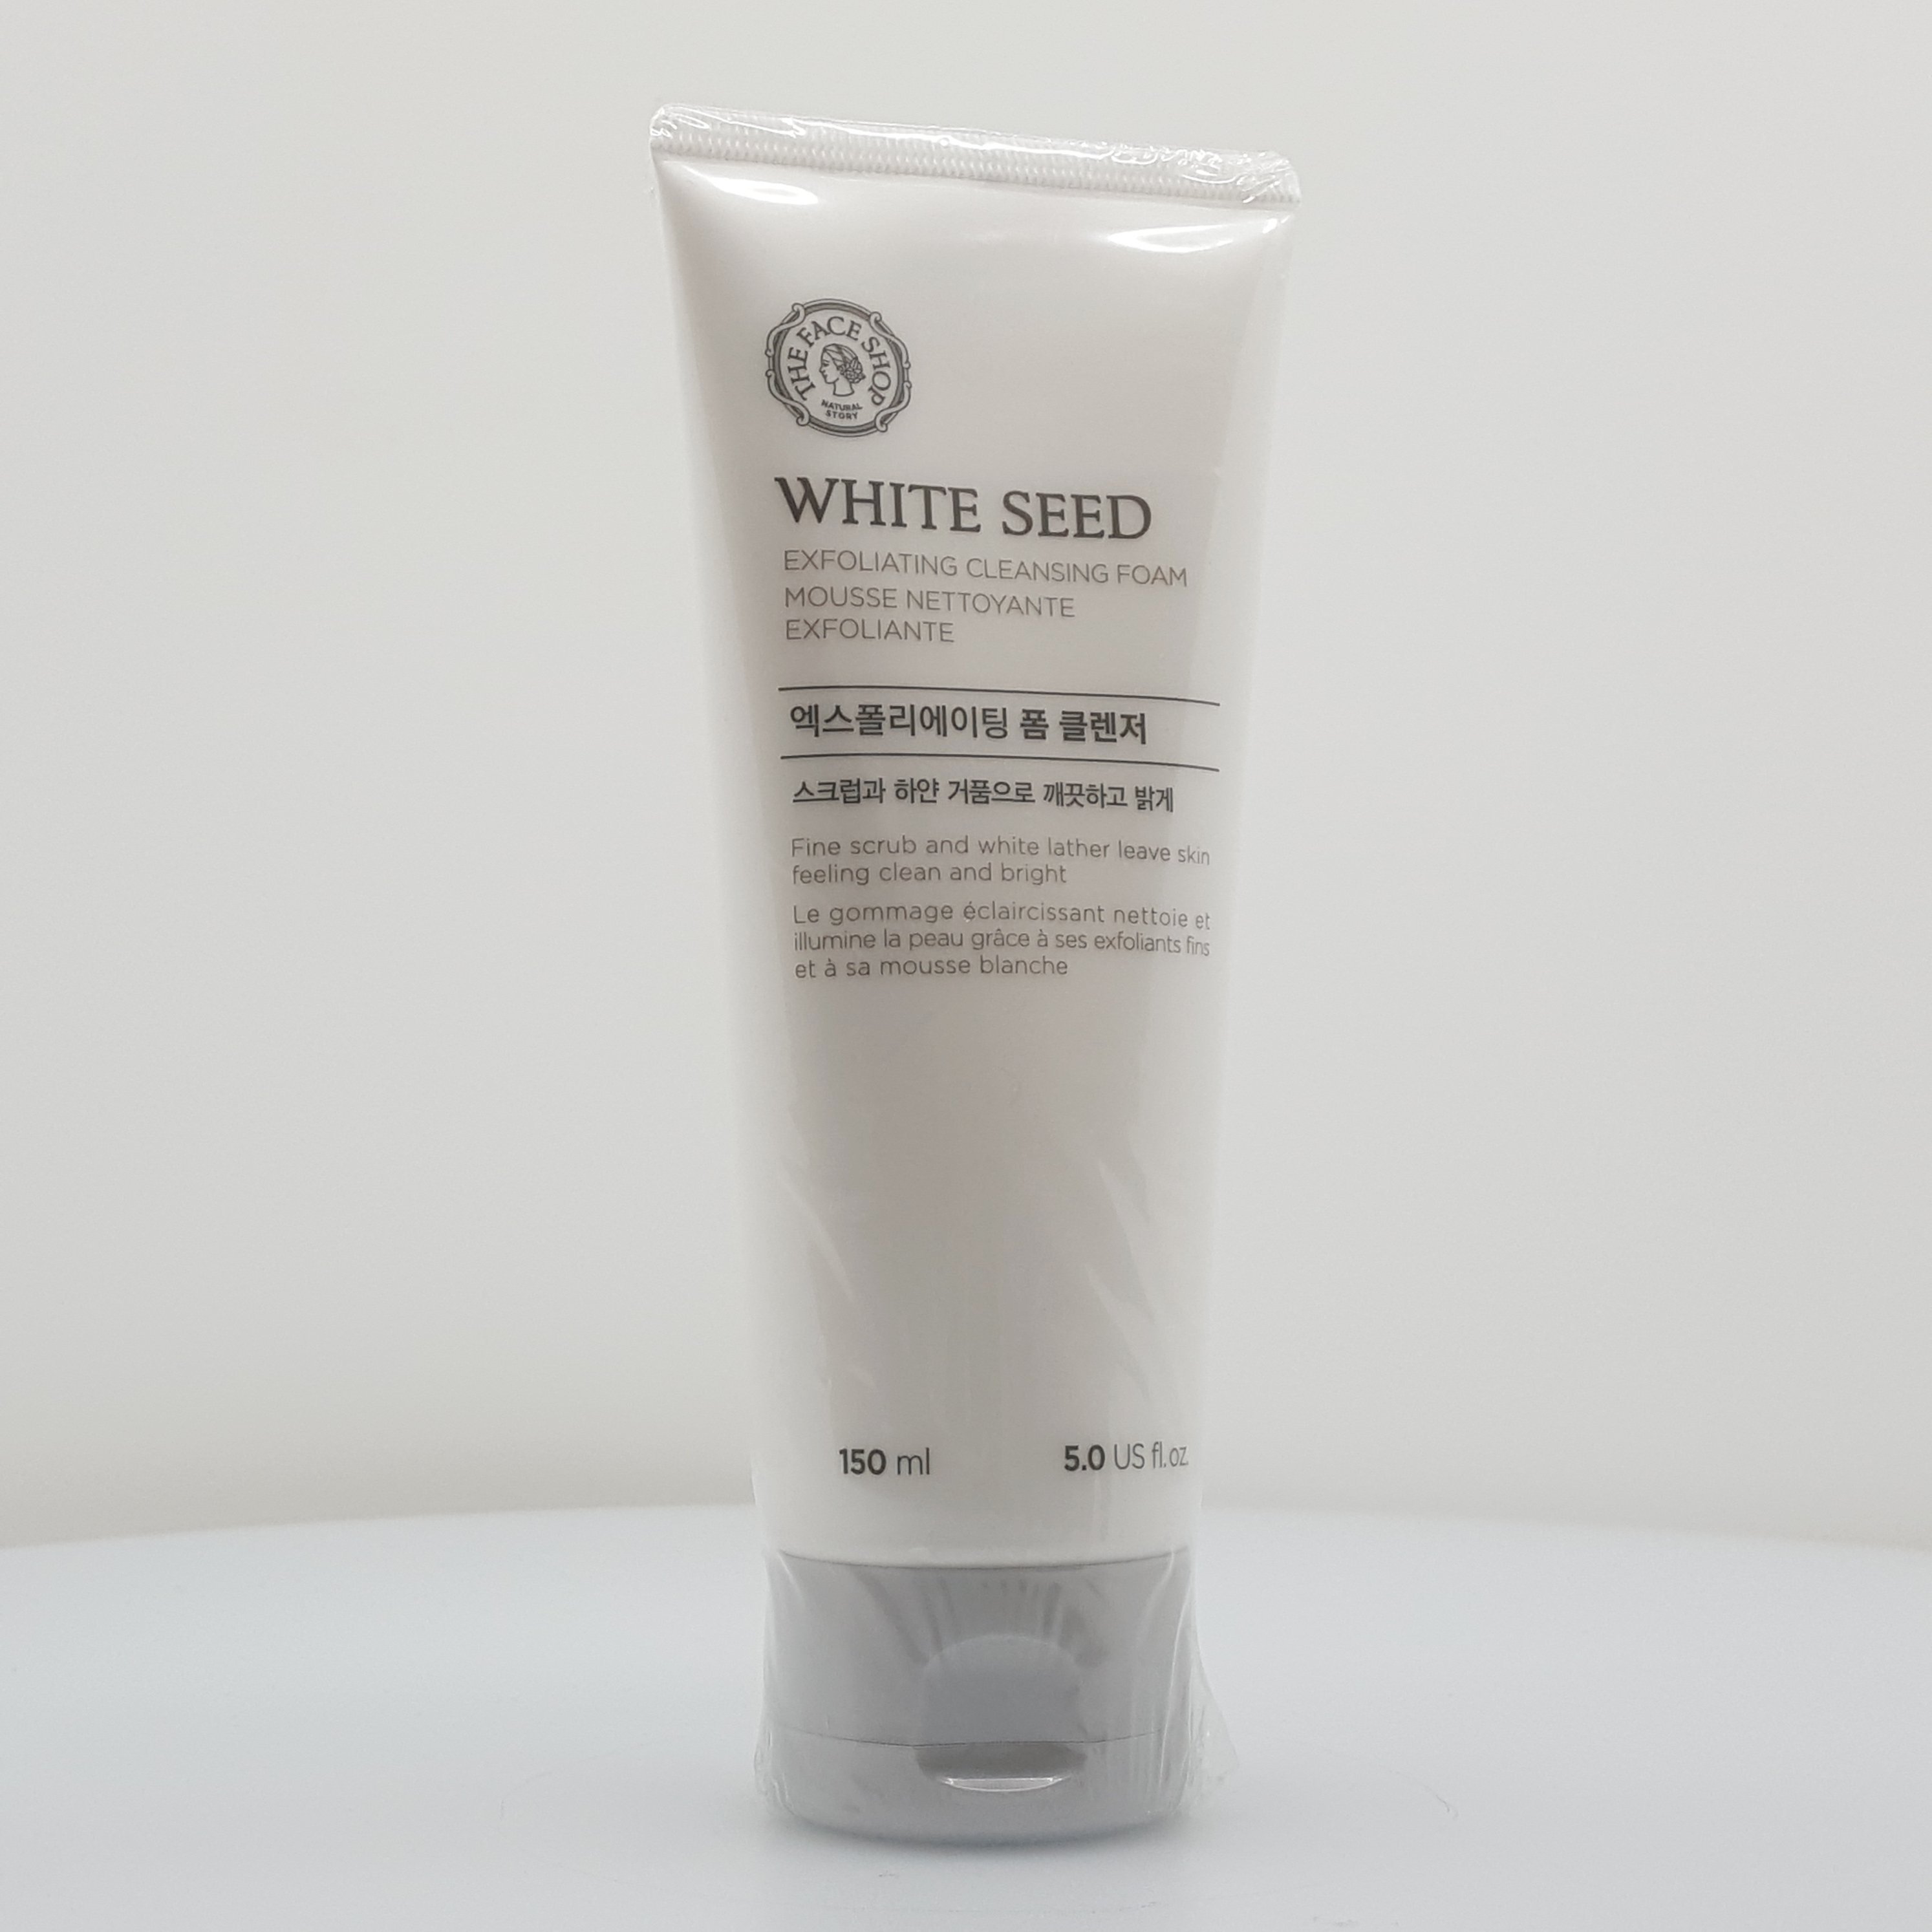 THE FACE SHOP
NATURAL
STORY
WHITE SEED
EXFOLIATING CLEANSING FOAM
MOUSSE NETTOYANTE
EXFOLIANTE
엑스폴리에이팅 폼 클렌저
스크럽과 하얀 거품으로 깨끗하고 밝게
Fine scrub and white lather leave skin
feeling clean and bright
Le gommage éclaircissant nettoie et
illumine la peau grâce à ses exfoliants fins
et à sa mousse blanche
150 ml 5.0 US fl.oz.